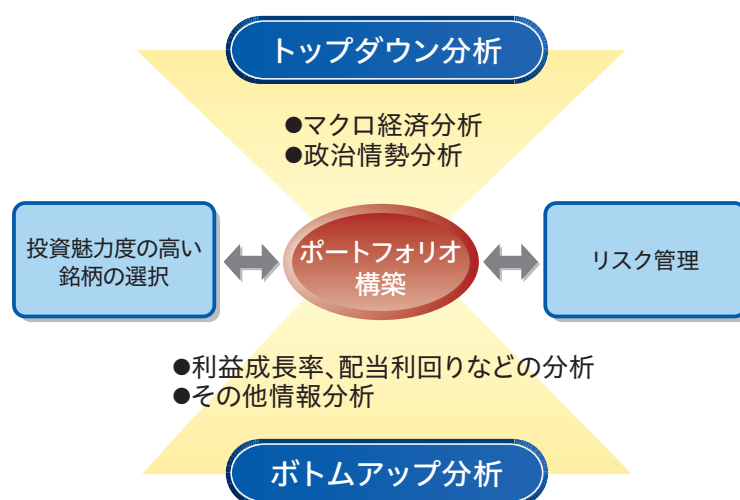 トップダウン分析
●マクロ経済分析
●政治情勢分析
投資魅力度の高い
銘柄の選択
ポートフォリオ
構築
リスク管理
●利益成長率、配当利回りなどの分析
●その他情報分析
ボトムアップ分析